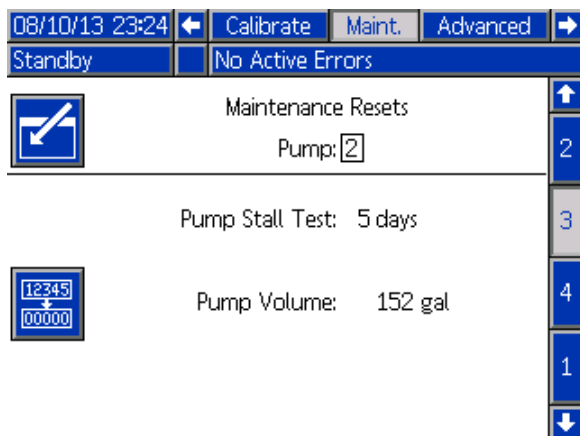 08/10/13 23:24 Calibrate Maint. Advanced
Standby No Active Errors
Maintenance Resets
Pump: 2
2
Pump Stall Test: 5 days
3
12345
00000
Pump Volume: 152 gal
4
1